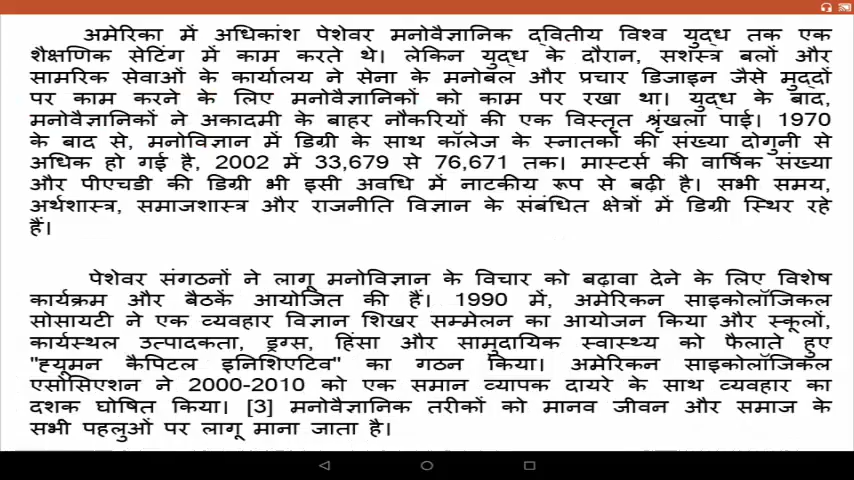 अमेरिका में अधिकांश पेशेवर मनोवैज्ञानिक द्वितीय विश्व युद्ध तक एक
शैक्षणिक सेटिंग में काम करते थे। लेकिन युद्ध के दौरान, सशस्त्र बलों और
सामरिक सेवाओं के कार्यालय ने सेना के मनोबल और प्रचार डिजाइन जैसे मुद्दों
पर काम करने के लिए मनोवैज्ञानिकों को काम पर रखा था। युद्ध के बाद,
मनोवैज्ञानिकों ने अकादमी के बाहर नौकरियों की एक विस्तृत श्रृंखला पाई। 1970
के बाद से, मनोविज्ञान में डिग्री के साथ कॉलेज के स्नातकों की संख्या दोगुनी से
अधिक हो गई है, 2002 में 33,679 से 76,671 तक। मास्टर्स की वार्षिक संख्या
और पीएचडी की डिग्री भी इसी अवधि में नाटकीय रूप से बढ़ी है। सभी समय,
अर्थशास्त्र, समाजशास्त्र और राजनीति विज्ञान के संबंधित क्षेत्रों में डिग्री स्थिर रहे
हैं।
पेशेवर संगठनों ने लागू मनोविज्ञान के विचार को बढ़ावा देने के लिए विशेष
कार्यक्रम और बैठकें आयोजित की हैं। 1990 में, अमेरिकन साइकोलॉजिकल
सोसायटी ने एक व्यवहार विज्ञान शिखर सम्मेलन का आयोजन किया और स्कूलों,
कार्यस्थल उत्पादकता, ड्रग्स, हिंसा और सामुदायिक स्वास्थ्य को फैलाते हुए
"ह्यूमन कैपिटल इनिशिएटिव" का गठन किया। अमेरिकन साइकोलॉजिकल
एसोसिएशन ने 2000-2010 को एक समान व्यापक दायरे के साथ व्यवहार का
दशक घोषित किया। [3] मनोवैज्ञानिक तरीकों को मानव जीवन और समाज के
सभी पहलुओं पर लागू माना जाता है।